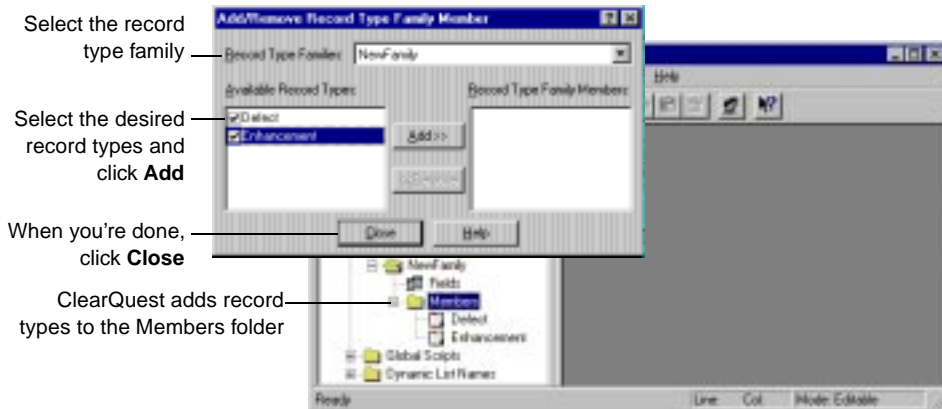 Select the record
type family
Select the desired
record types and
click Add
When you're done,
click Close
ClearQuest adds record
types to the Members folder
Add/Remove Record Type Family Member
Record Type Families:
NewFamily
Available Record Types:
Record Type Family Members:
Defect
Enhancement
Add >>
Close
Help
Help
NewFamily
Fields
Members
Defect
Enhancement
Global Scripts
Dynamic List Names
Ready
Line
Col:
Mode: Editable